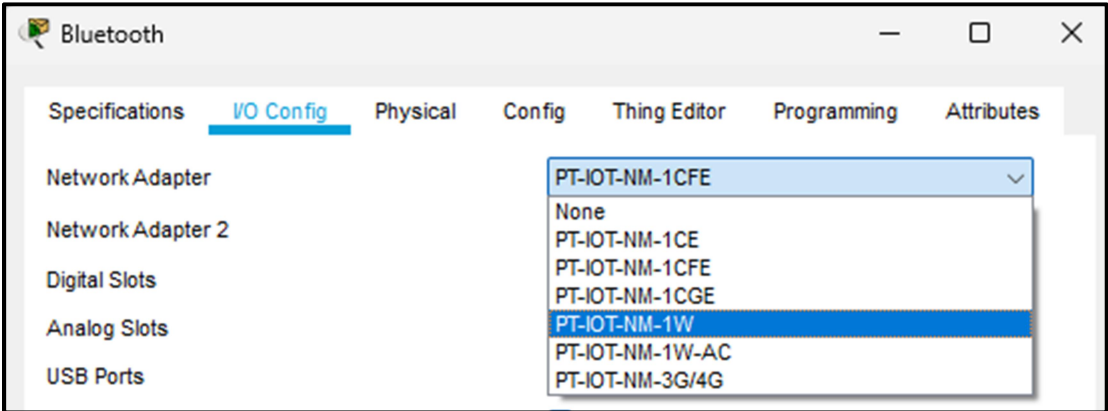 Bluetooth
Specifications I/O Config Physical Config Thing Editor Programming Attributes
Network Adapter PT-IOT-NM-1CFE
None
Network Adapter 2
PT-IOT-NM-1CE
PT-IOT-NM-1CFE
Digital Slots
PT-IOT-NM-1CGE
Analog Slots PT-IOT-NM-1W
PT-IOT-NM-1W-AC
USB Ports PT-IOT-NM-3G/4G